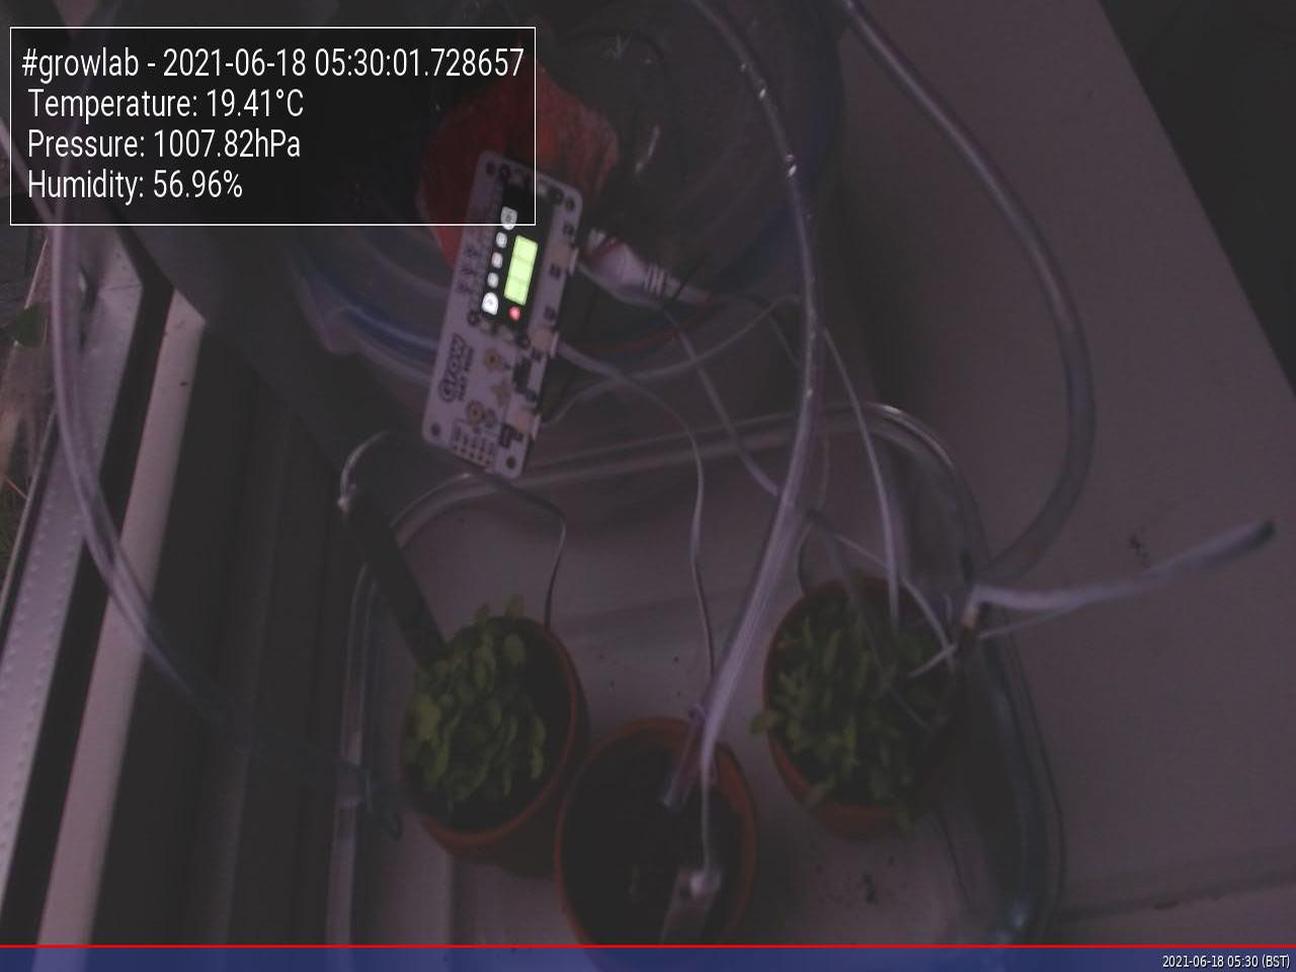 #growlab - 2021-06-18 05:30:01.728657
Temperature: 19.41°C
Pressure: 1007.82hPa
Humidity: 56.96%
GROW
2021-06-18 05:30 (BST)